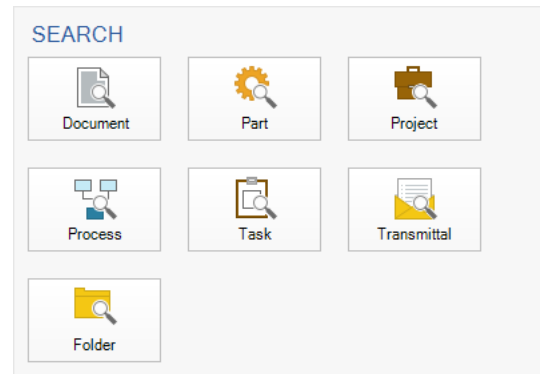 SEARCH
Document Part Project
Process Task Transmittal
Folder